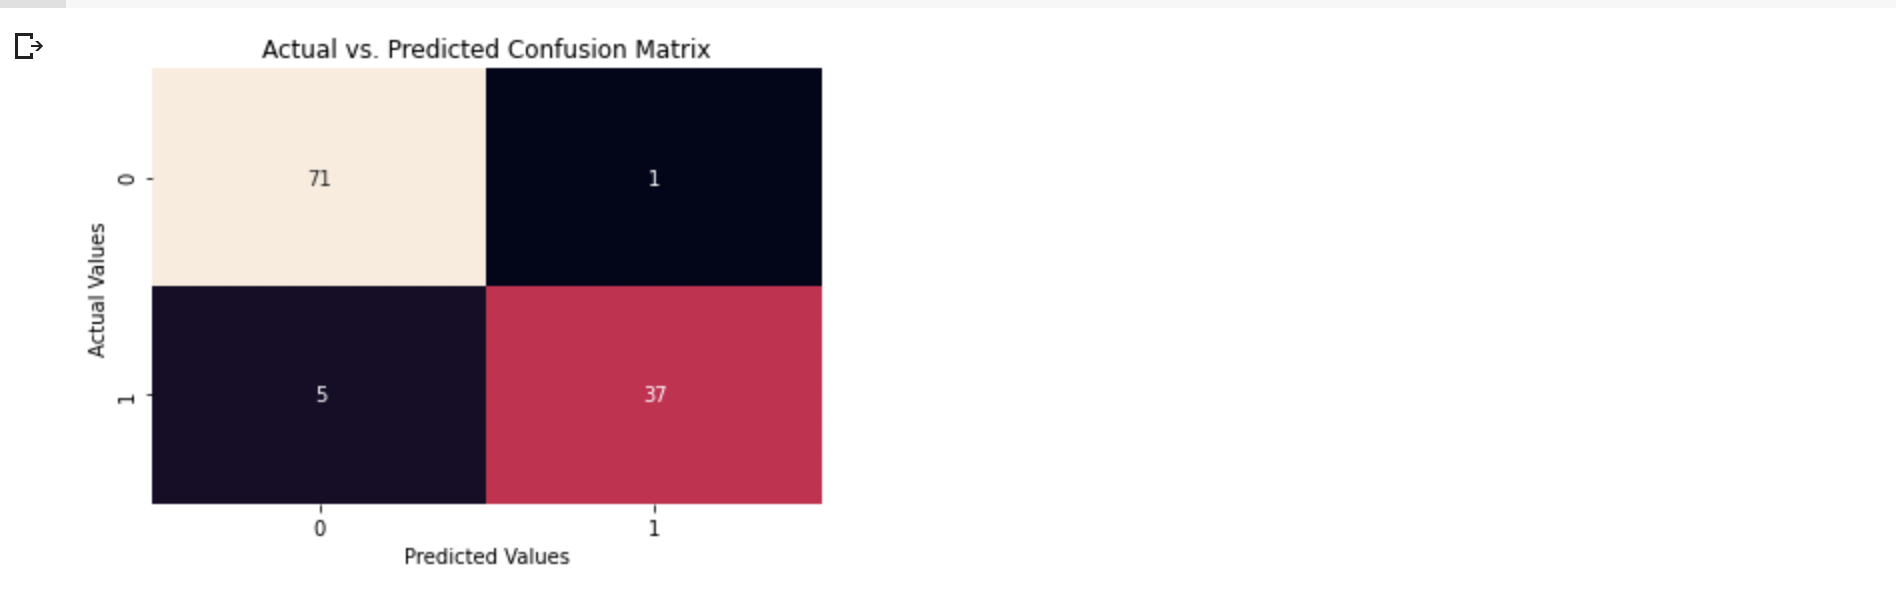 Actual vs. Predicted Confusion Matrix
0
71
1
Actual Values
1
5
37
0
1
Predicted Values